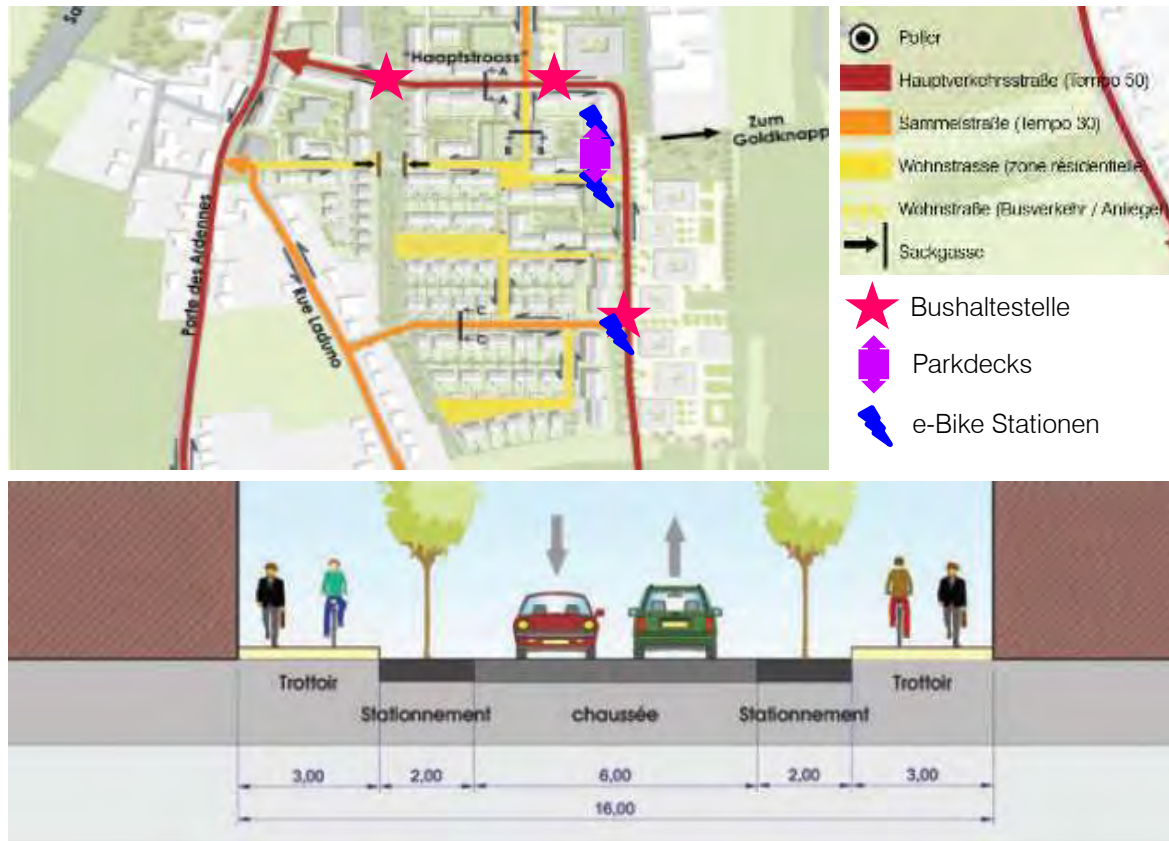 "Haaptstrooss"
A
A
B
B
Zum
Goldknapp
Porte des Ardennes
Rue Laduno
C
C
Poller
Hauptverkehrsstraße (Tempo 50)
Sammelstraße (Tempo 30)
Wohnstrasse (zone résidentielle
Wohnstraße (Busverkehr / Anlieger
Sackgasse
Bushaltestelle
Parkdecks
e-Bike Stationen
Trottoir
Stationnement
chaussée
Stationnement
Trottoir
3,00
2,00
6,00
2,00
3,00
16,00